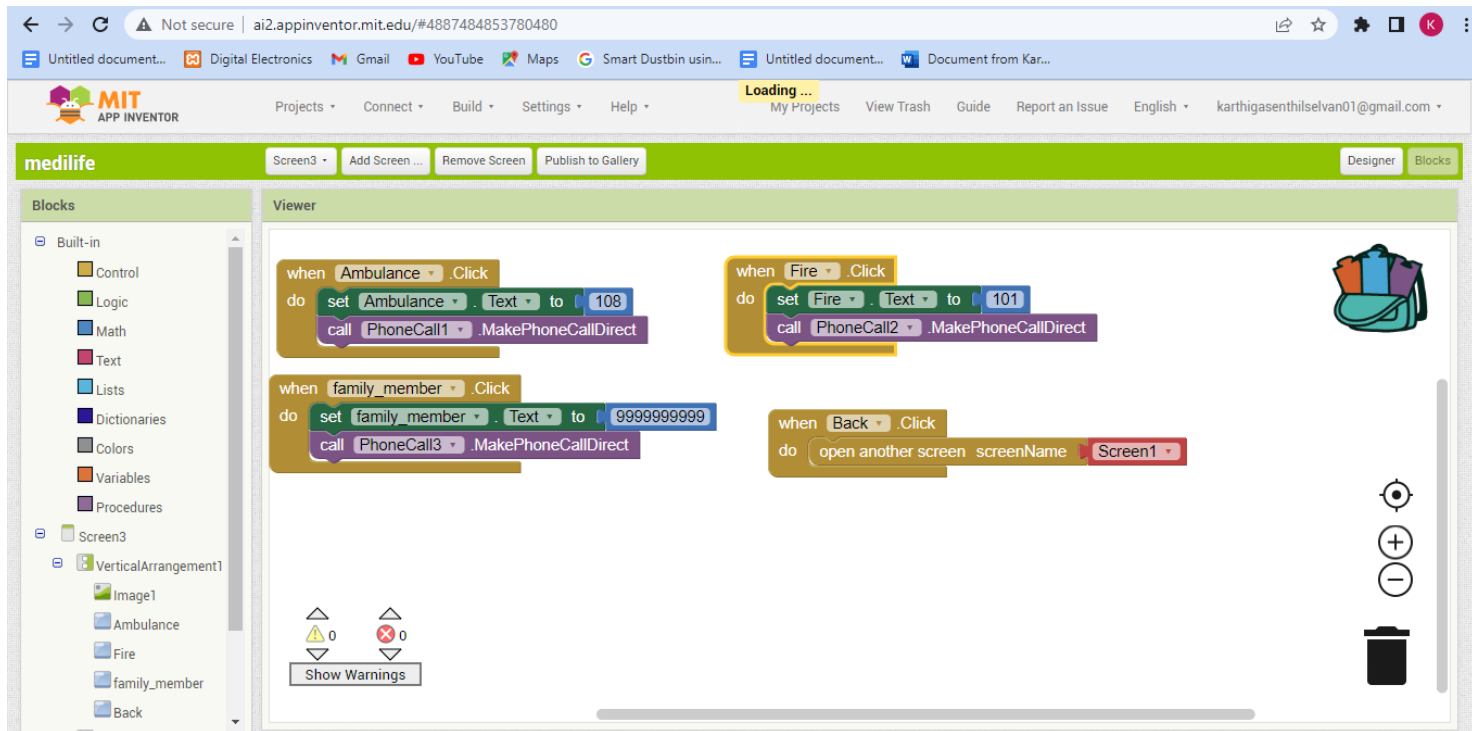 Not secure | ai2.appinventor.mit.edu/#4887484853780480 K
Untitled document... Digital Electronics Gmail YouTube Maps Smart Dustbin usin... Untitled document... Document from Kar...
Loading ...
MIT
APP INVENTOR
Projects Connect Build Settings Help My Projects View Trash Guide Report an Issue English karthigasenthilselvan01@gmail.com
medilife Screen3 Add Screen ... Remove Screen Publish to Gallery Designer Blocks
Blocks
Viewer
Built-in
Control
Logic
Math
Text
Lists
Dictionaries
Colors
Variables
Procedures
Screen3
VerticalArrangement1
Image1
Ambulance
Fire
family_member
Back
when Ambulance .Click
do set Ambulance . Text to 108
call PhoneCall1 .MakePhoneCallDirect
when Fire .Click
do set Fire . Text to 101
call PhoneCall2 .MakePhoneCallDirect
when family_member .Click
do set family_member . Text to 9999999999
call PhoneCall3 .MakePhoneCallDirect
when Back .Click
do open another screen screenName Screen1
0 0
Show Warnings